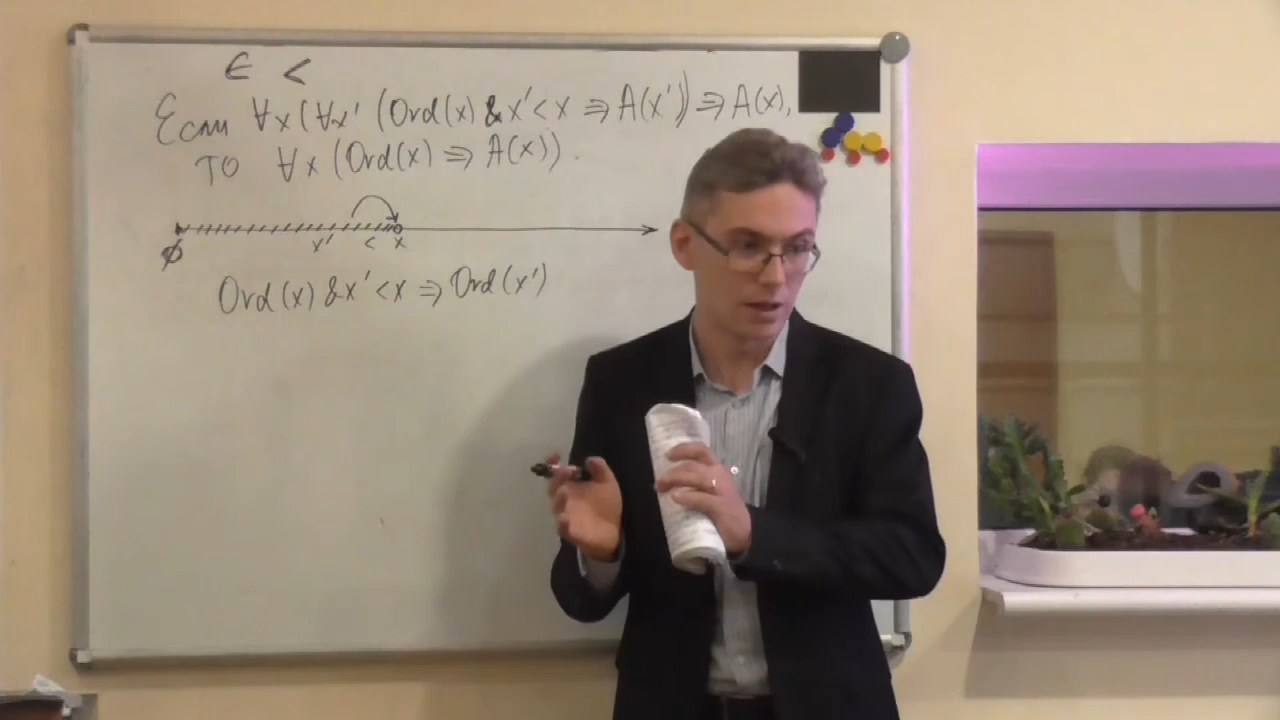 ∈ <
Если ∀x(∀x′ (Ord(x) & x′<x ⇒ A(x′)) ⇒ A(x),
то ∀x (Ord(x) ⇒ A(x)).
x′ < x
∅
Ord(x) & x′<x ⇒ Ord(x′)